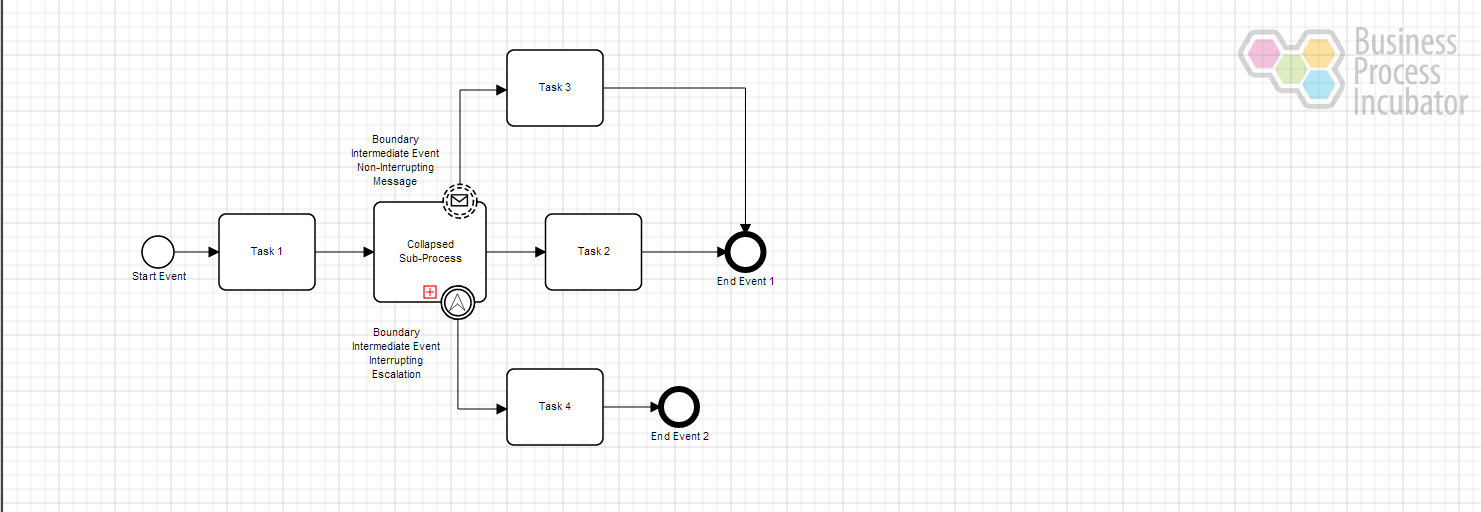 Business
Process
Incubator
Task 3
Boundary
Intermediate Event
Non-Interrupting
Message
Start Event
Task 1
Collapsed
Sub-Process
Task 2
End Event 1
Boundary
Intermediate Event
Interrupting
Escalation
Task 4
End Event 2